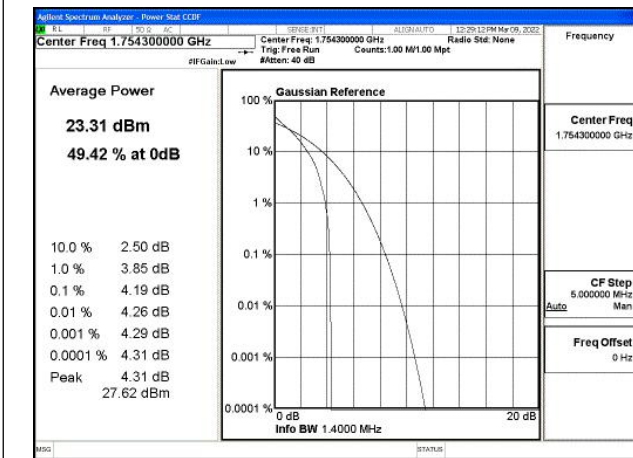 Agilent Spectrum Analyzer - Power Stat CCDF
RL RF 50 Ω AC SENSE:INT ALIGNAUTO 12:29:12 PM Mar 09, 2022
Center Freq 1.754300000 GHz
Center Freq: 1.754300000 GHz Radio Std: None
Trig: Free Run Counts:1.00 M/1.00 Mpt
#IFGain:Low #Atten: 40 dB
Frequency
Average Power
23.31 dBm
49.42 % at 0dB
10.0 % 2.50 dB
1.0 % 3.85 dB
0.1 % 4.19 dB
0.01 % 4.26 dB
0.001 % 4.29 dB
0.0001 % 4.31 dB
Peak 4.31 dB
27.62 dBm
Gaussian Reference
100 %
10 %
1 %
0.1 %
0.01 %
0.001 %
0.0001 %
0 dB 20 dB
Info BW 1.4000 MHz
Center Freq
1.754300000 GHz
CF Step
5.000000 MHz
Auto Man
Freq Offset
0 Hz
MSG STATUS